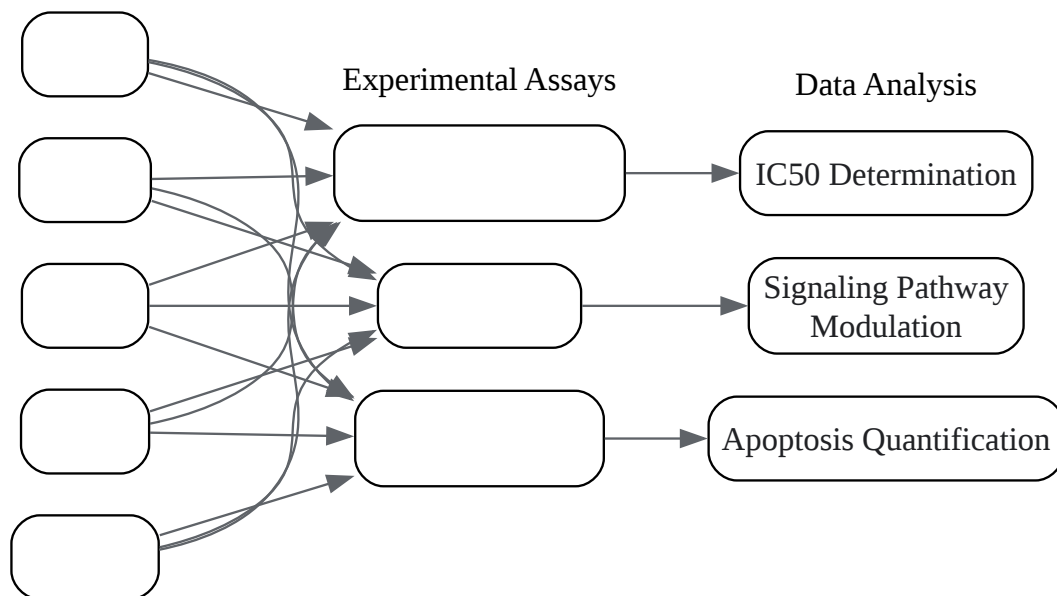 Experimental Assays
Data Analysis
IC50 Determination
Signaling Pathway
Modulation
Apoptosis Quantification